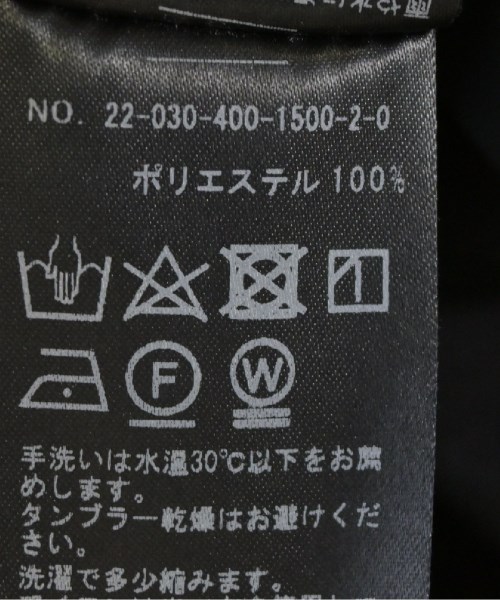 NO. 22-030-400-1500-2-0
ポリエステル 100%
F W
手洗いは水温30℃以下をお薦
めします。
タンブラー乾燥はお避けくだ
さい。
洗濯で多少縮みます。